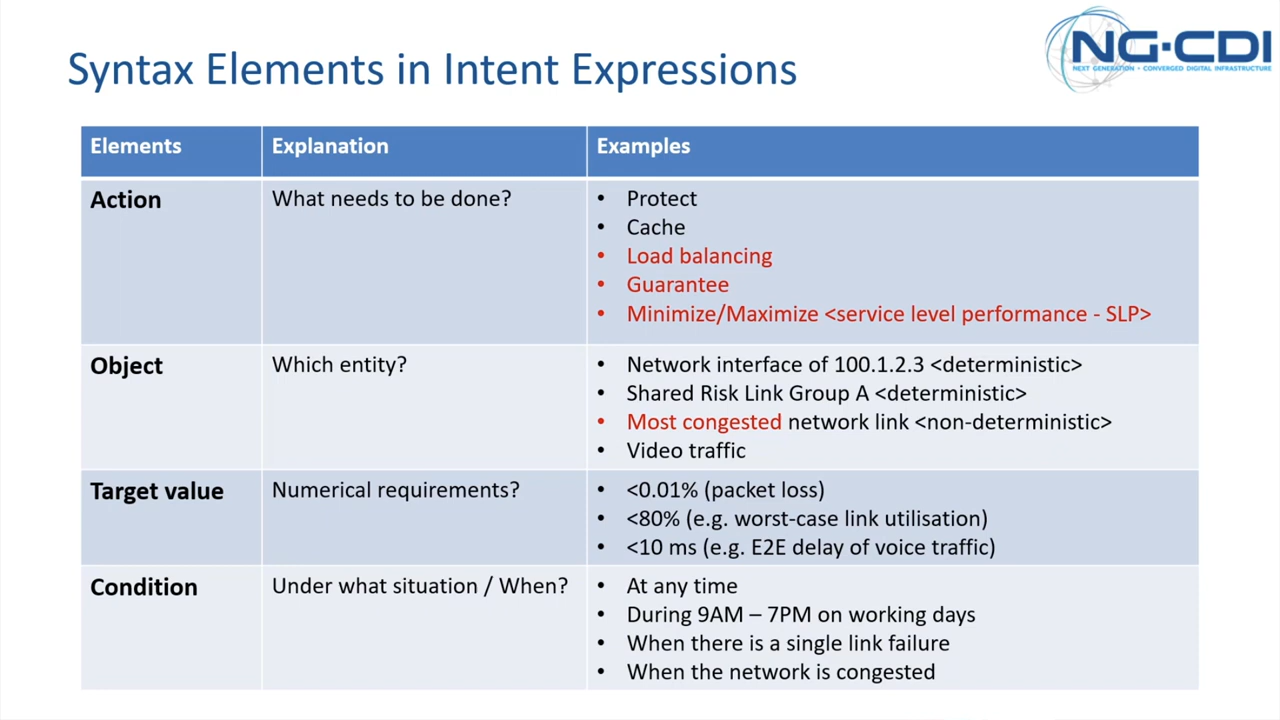 NG-CDI
NEXT GENERATION - CONVERGED DIGITAL INFRASTRUCTURE
Syntax Elements in Intent Expressions
Elements
Explanation
Examples
Action
What needs to be done?
• Protect
• Cache
• Load balancing
• Guarantee
• Minimize/Maximize <service level performance - SLP>
Object
Which entity?
• Network interface of 100.1.2.3 <deterministic>
• Shared Risk Link Group A <deterministic>
• Most congested network link <non-deterministic>
• Video traffic
Target value
Numerical requirements?
• <0.01% (packet loss)
• <80% (e.g. worst-case link utilisation)
• <10 ms (e.g. E2E delay of voice traffic)
Condition
Under what situation / When?
• At any time
• During 9AM – 7PM on working days
• When there is a single link failure
• When the network is congested